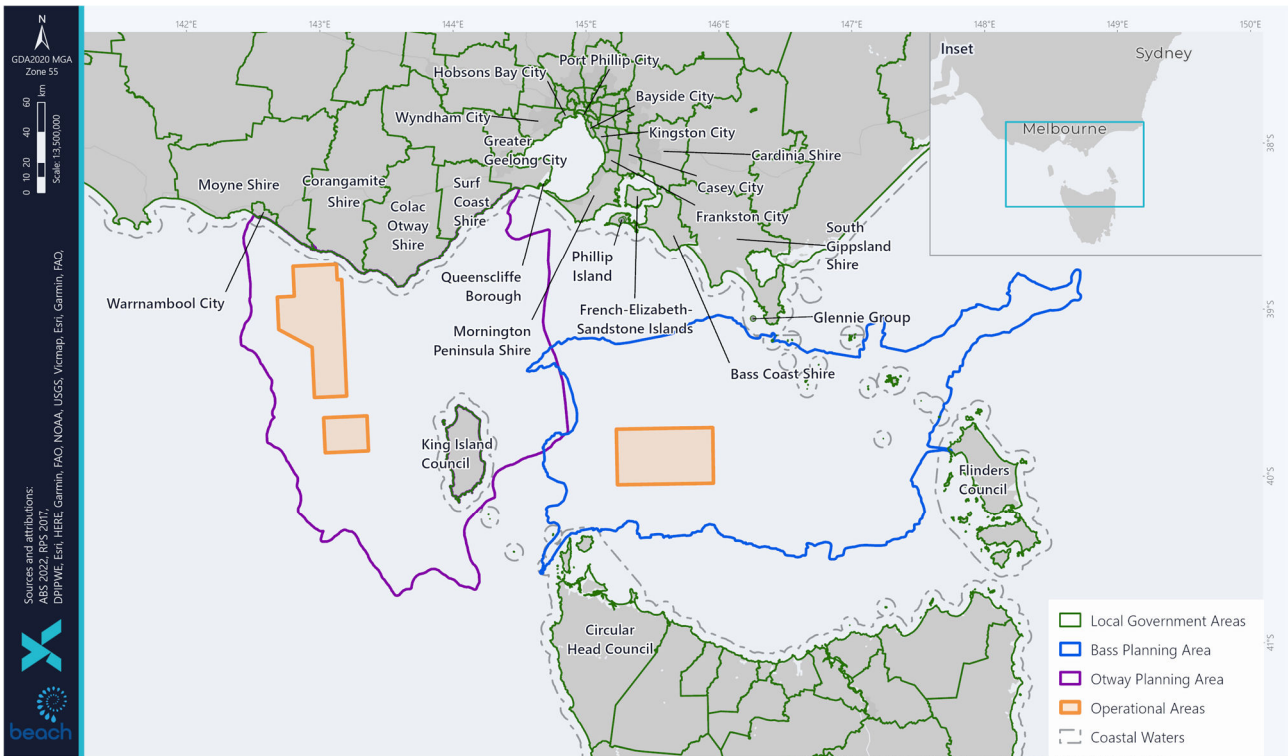 N
GDA2020 MGA
Zone 55
0 10 20 40 60
km
Scale: 1:3,500,000
Sources and attributions:
ABS 2022, RPS 2017,
DPIPWE, Esri, HERE, Garmin, FAO, NOAA, USGS, Vicmap, Esri, Garmin, FAO,
beach
142°E
143°E
144°E
145°E
146°E
147°E
148°E
149°E
150°E
38°S
39°S
40°S
41°S
Inset
Sydney
Melbourne
Port Phillip City
Hobsons Bay City
Bayside City
Wyndham City
Kingston City
Greater
Geelong City
Cardinia Shire
Moyne Shire
Corangamite
Shire
Surf
Coast
Shire
Casey City
Colac
Otway
Shire
Frankston City
South
Gippsland
Shire
Phillip
Island
Queenscliffe
Borough
Warrnambool City
French-Elizabeth-
Sandstone Islands
Glennie Group
Mornington
Peninsula Shire
Bass Coast Shire
King Island
Council
Flinders
Council
Circular
Head Council
Local Government Areas
Bass Planning Area
Otway Planning Area
Operational Areas
Coastal Waters